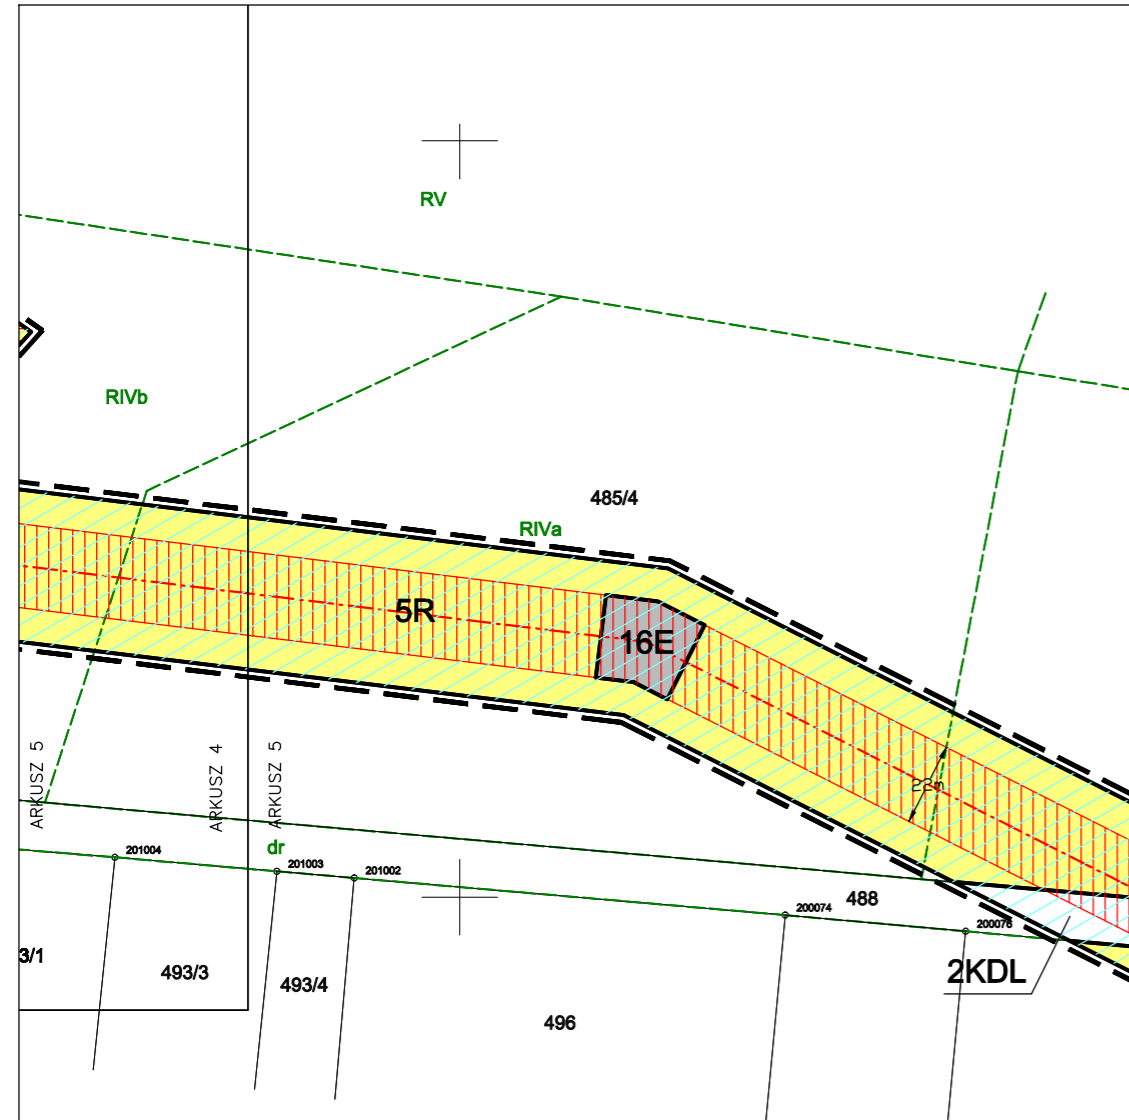 RV
RIVb
485/4
RIVa
5R
16E
ARKUSZ 5
ARKUSZ 4
ARKUSZ 5
22m
dr
201004
201003
201002
488
200074
200076
3/1
493/3
493/4
2KDL
496